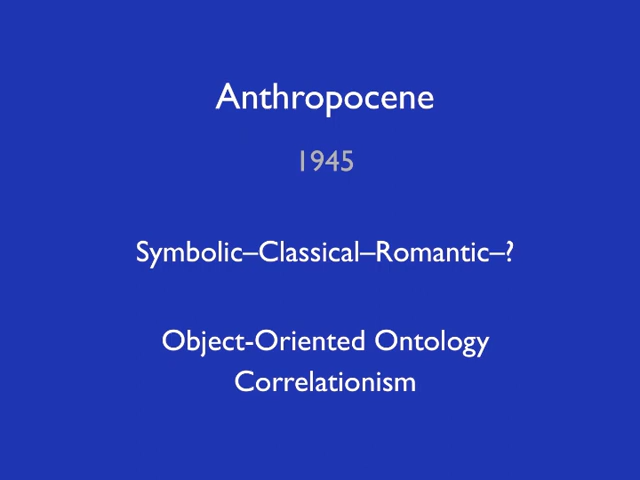 Anthropocene
1945
Symbolic–Classical–Romantic–?
Object-Oriented Ontology
Correlationism